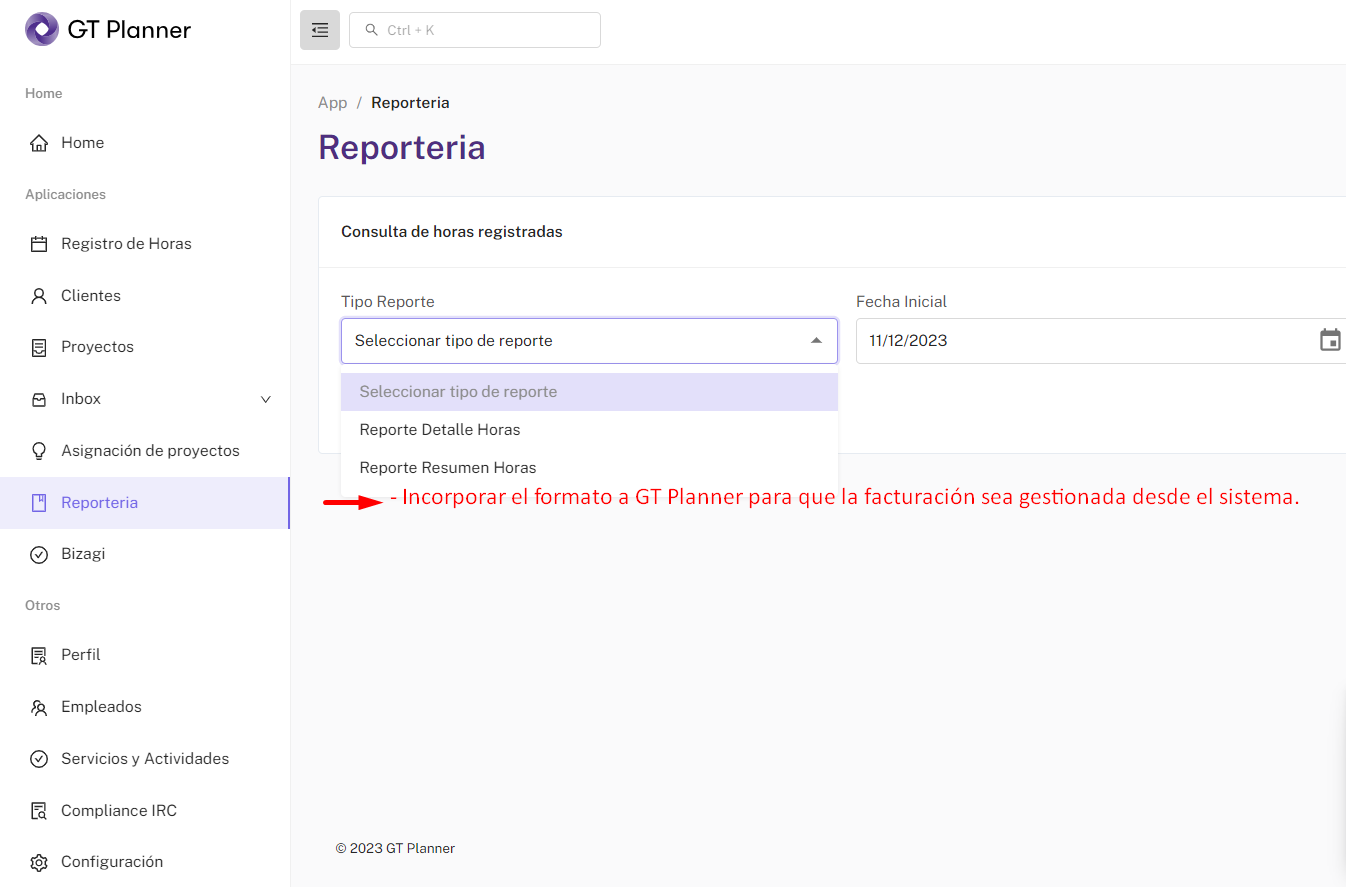 GT Planner
Ctrl + K
Home
Home
Aplicaciones
Registro de Horas
Clientes
Proyectos
Inbox
Asignación de proyectos
Reporteria
Bizagi
Otros
Perfil
Empleados
Servicios y Actividades
Compliance IRC
Configuración
App / Reporteria
Reporteria
Consulta de horas registradas
Tipo Reporte
Seleccionar tipo de reporte
Fecha Inicial
11/12/2023
Seleccionar tipo de reporte
Reporte Detalle Horas
Reporte Resumen Horas
- Incorporar el formato a GT Planner para que la facturación sea gestionada desde el sistema.
© 2023 GT Planner